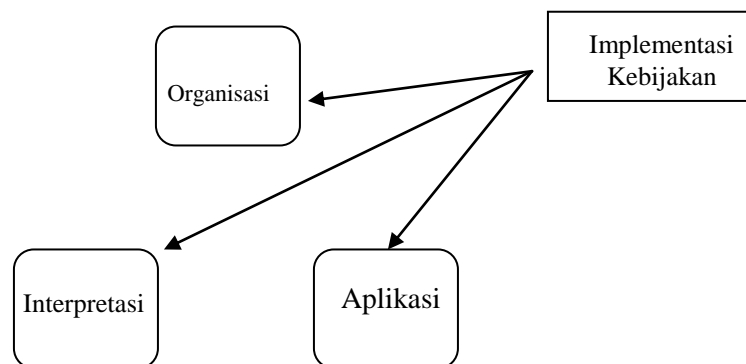 Implementasi
Kebijakan
Organisasi
Interpretasi
Aplikasi